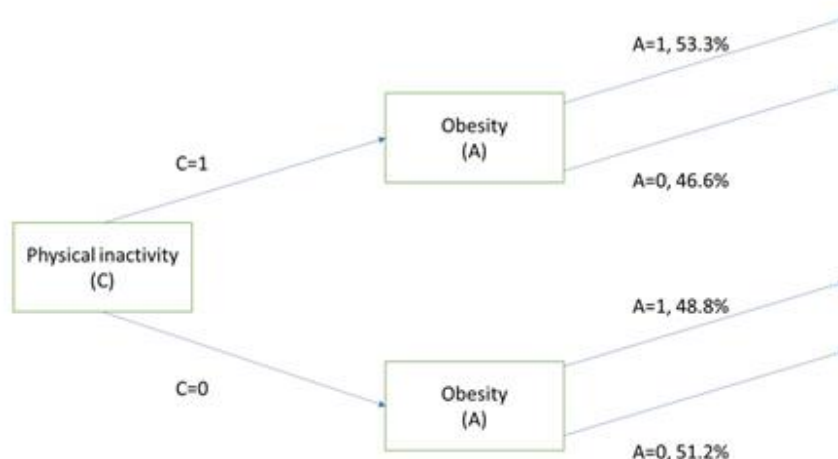 A=1, 53.3%
Obesity
(A)
C=1
A=0, 46.6%
Physical inactivity
(C)
A=1, 48.8%
C=0
Obesity
(A)
A=0, 51.2%